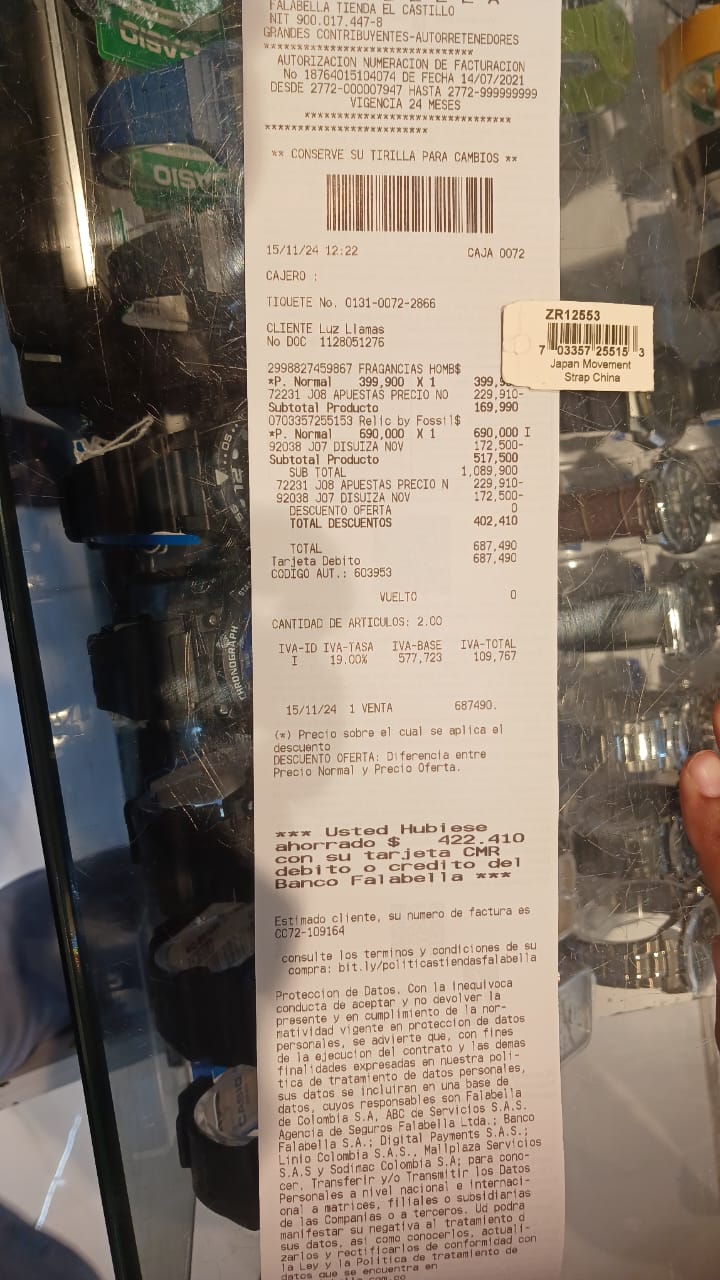 FALABELLA TIENDA EL CASTILLO
NIT 900.017.447-8
GRANDES CONTRIBUYENTES-AUTORRETENEDORES
********************************
AUTORIZACION NUMERACION DE FACTURACION
No 18764015104074 DE FECHA 14/07/2021
DESDE 2772-000007947 HASTA 2772-999999999
VIGENCIA 24 MESES
********************************
*************************
** CONSERVE SU TIRILLA PARA CAMBIOS **
15/11/24 12:22 CAJA 0072
CAJERO :
TIQUETE No. 0131-0072-2866
CLIENTE Luz Llamas
No DOC 1128051276
2998827459867 FRAGANCIAS HOMB$
*P. Normal 399,900 X 1
72231 J08 APUESTAS PRECIO NO 229,910-
Subtotal Producto 169,990
0703357255153 Relic by Fossil$
*P. Normal 690,000 X 1 690,000 I
92038 J07 DISUIZA NOV 172,500-
Subtotal Producto 517,500
SUB TOTAL 1,089,900
72231 J08 APUESTAS PRECIO N 229,910-
92038 J07 DISUIZA NOV 172,500-
DESCUENTO OFERTA 0
TOTAL DESCUENTOS 402,410
TOTAL 687,490
Tarjeta Debito 687,490
CODIGO AUT.: 603953
VUELTO 0
CANTIDAD DE ARTICULOS: 2.00
IVA-ID IVA-TASA IVA-BASE IVA-TOTAL
I 19.00% 577,723 109,767
15/11/24 1 VENTA 687490.
(*) Precio sobre el cual se aplica el
descuento
DESCUENTO OFERTA: Diferencia entre
Precio Normal y Precio Oferta.
*** Usted Hubiese
ahorrado $ 422.410
con su tarjeta CMR
debito o credito del
Banco Falabella ***
Estimado cliente, su numero de factura es
CC72-109164
consulte los terminos y condiciones de su
compra: bit.ly/politicastiendasfalabella
Proteccion de Datos. Con la inequivoca
conducta de aceptar y no devolver la
presente y en cumplimiento de la nor-
matividad vigente en proteccion de datos
personales, se advierte que, con fines
de la ejecucion del contrato y las demas
finalidades expresadas en nuestra poli-
tica de tratamiento de datos personales,
sus datos se incluiran en una base de
datos, cuyos responsables son Falabella
de Colombia S.A, ABC de Servicios S.A.S.
Agencia de Seguros Falabella Ltda.; Banco
Falabella S.A.; Digital Payments S.A.S.;
Linio Colombia S.A.S., Mallplaza Servicios
S.A.S y Sodimac Colombia S.A; para cono-
cer, Transferir y/o Transmitir los Datos
Personales a nivel nacional e internaci-
onal a matrices, filiales o subsidiarias
de las Companias o a terceros. Ud podra
manifestar su negativa al tratamiento d
sus datos, asi como conocerlos, actuali-
zarlos y rectificarlos de conformidad con
la Ley y la Politica de tratamiento de
datos que se encuentra en
ZR12553
7 03357 25515 3
Japan Movement
Strap China
CASIO
CASIO
CHRONOGRAPH
CASIO